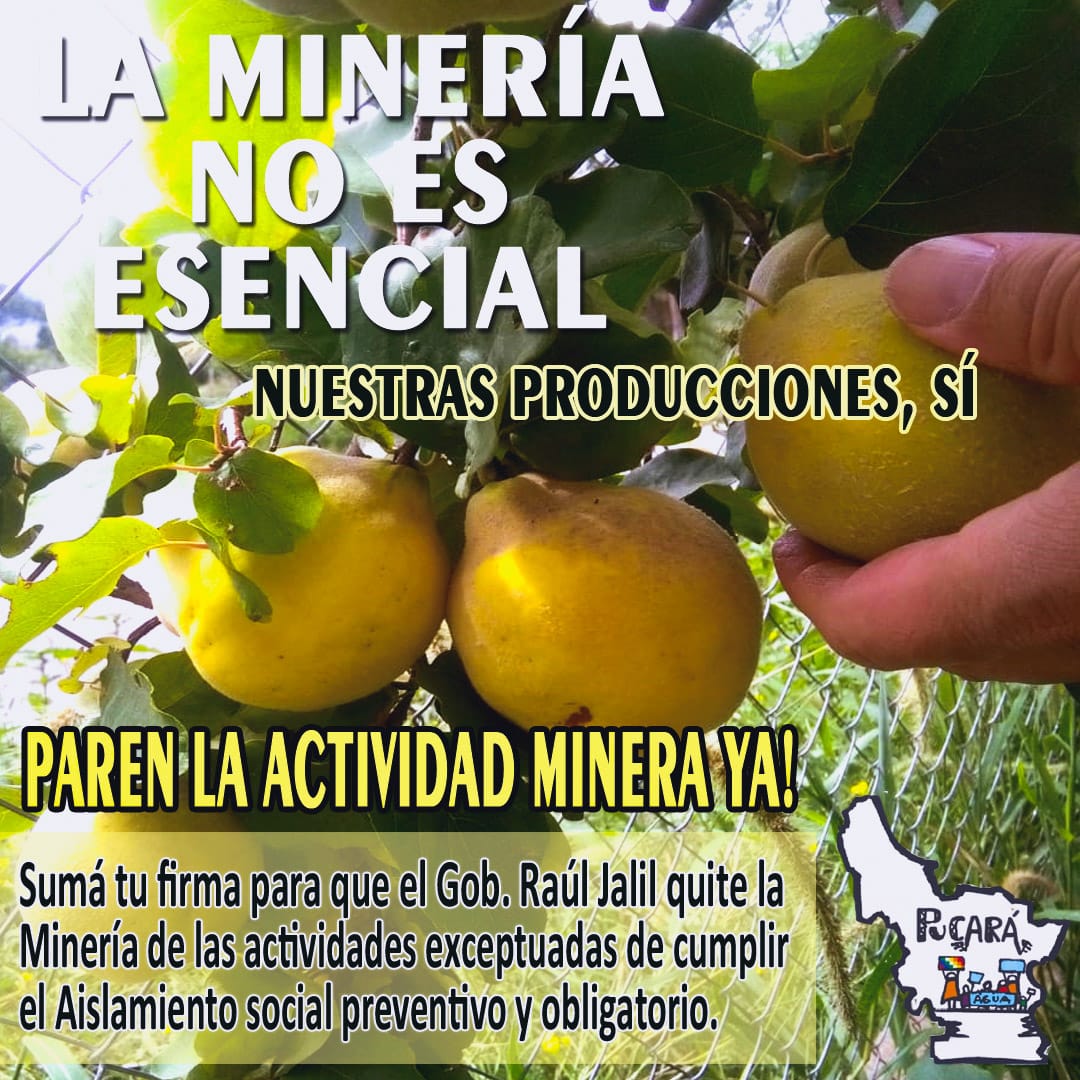 LA MINERÍA
NO ES
ESENCIAL
NUESTRAS PRODUCCIONES, SÍ
PAREN LA ACTIVIDAD MINERA YA!
Sumá tu firma para que el Gob. Raúl Jalil quite la
Minería de las actividades exceptuadas de cumplir
el Aislamiento social preventivo y obligatorio.
PUCARÁ
AGUA